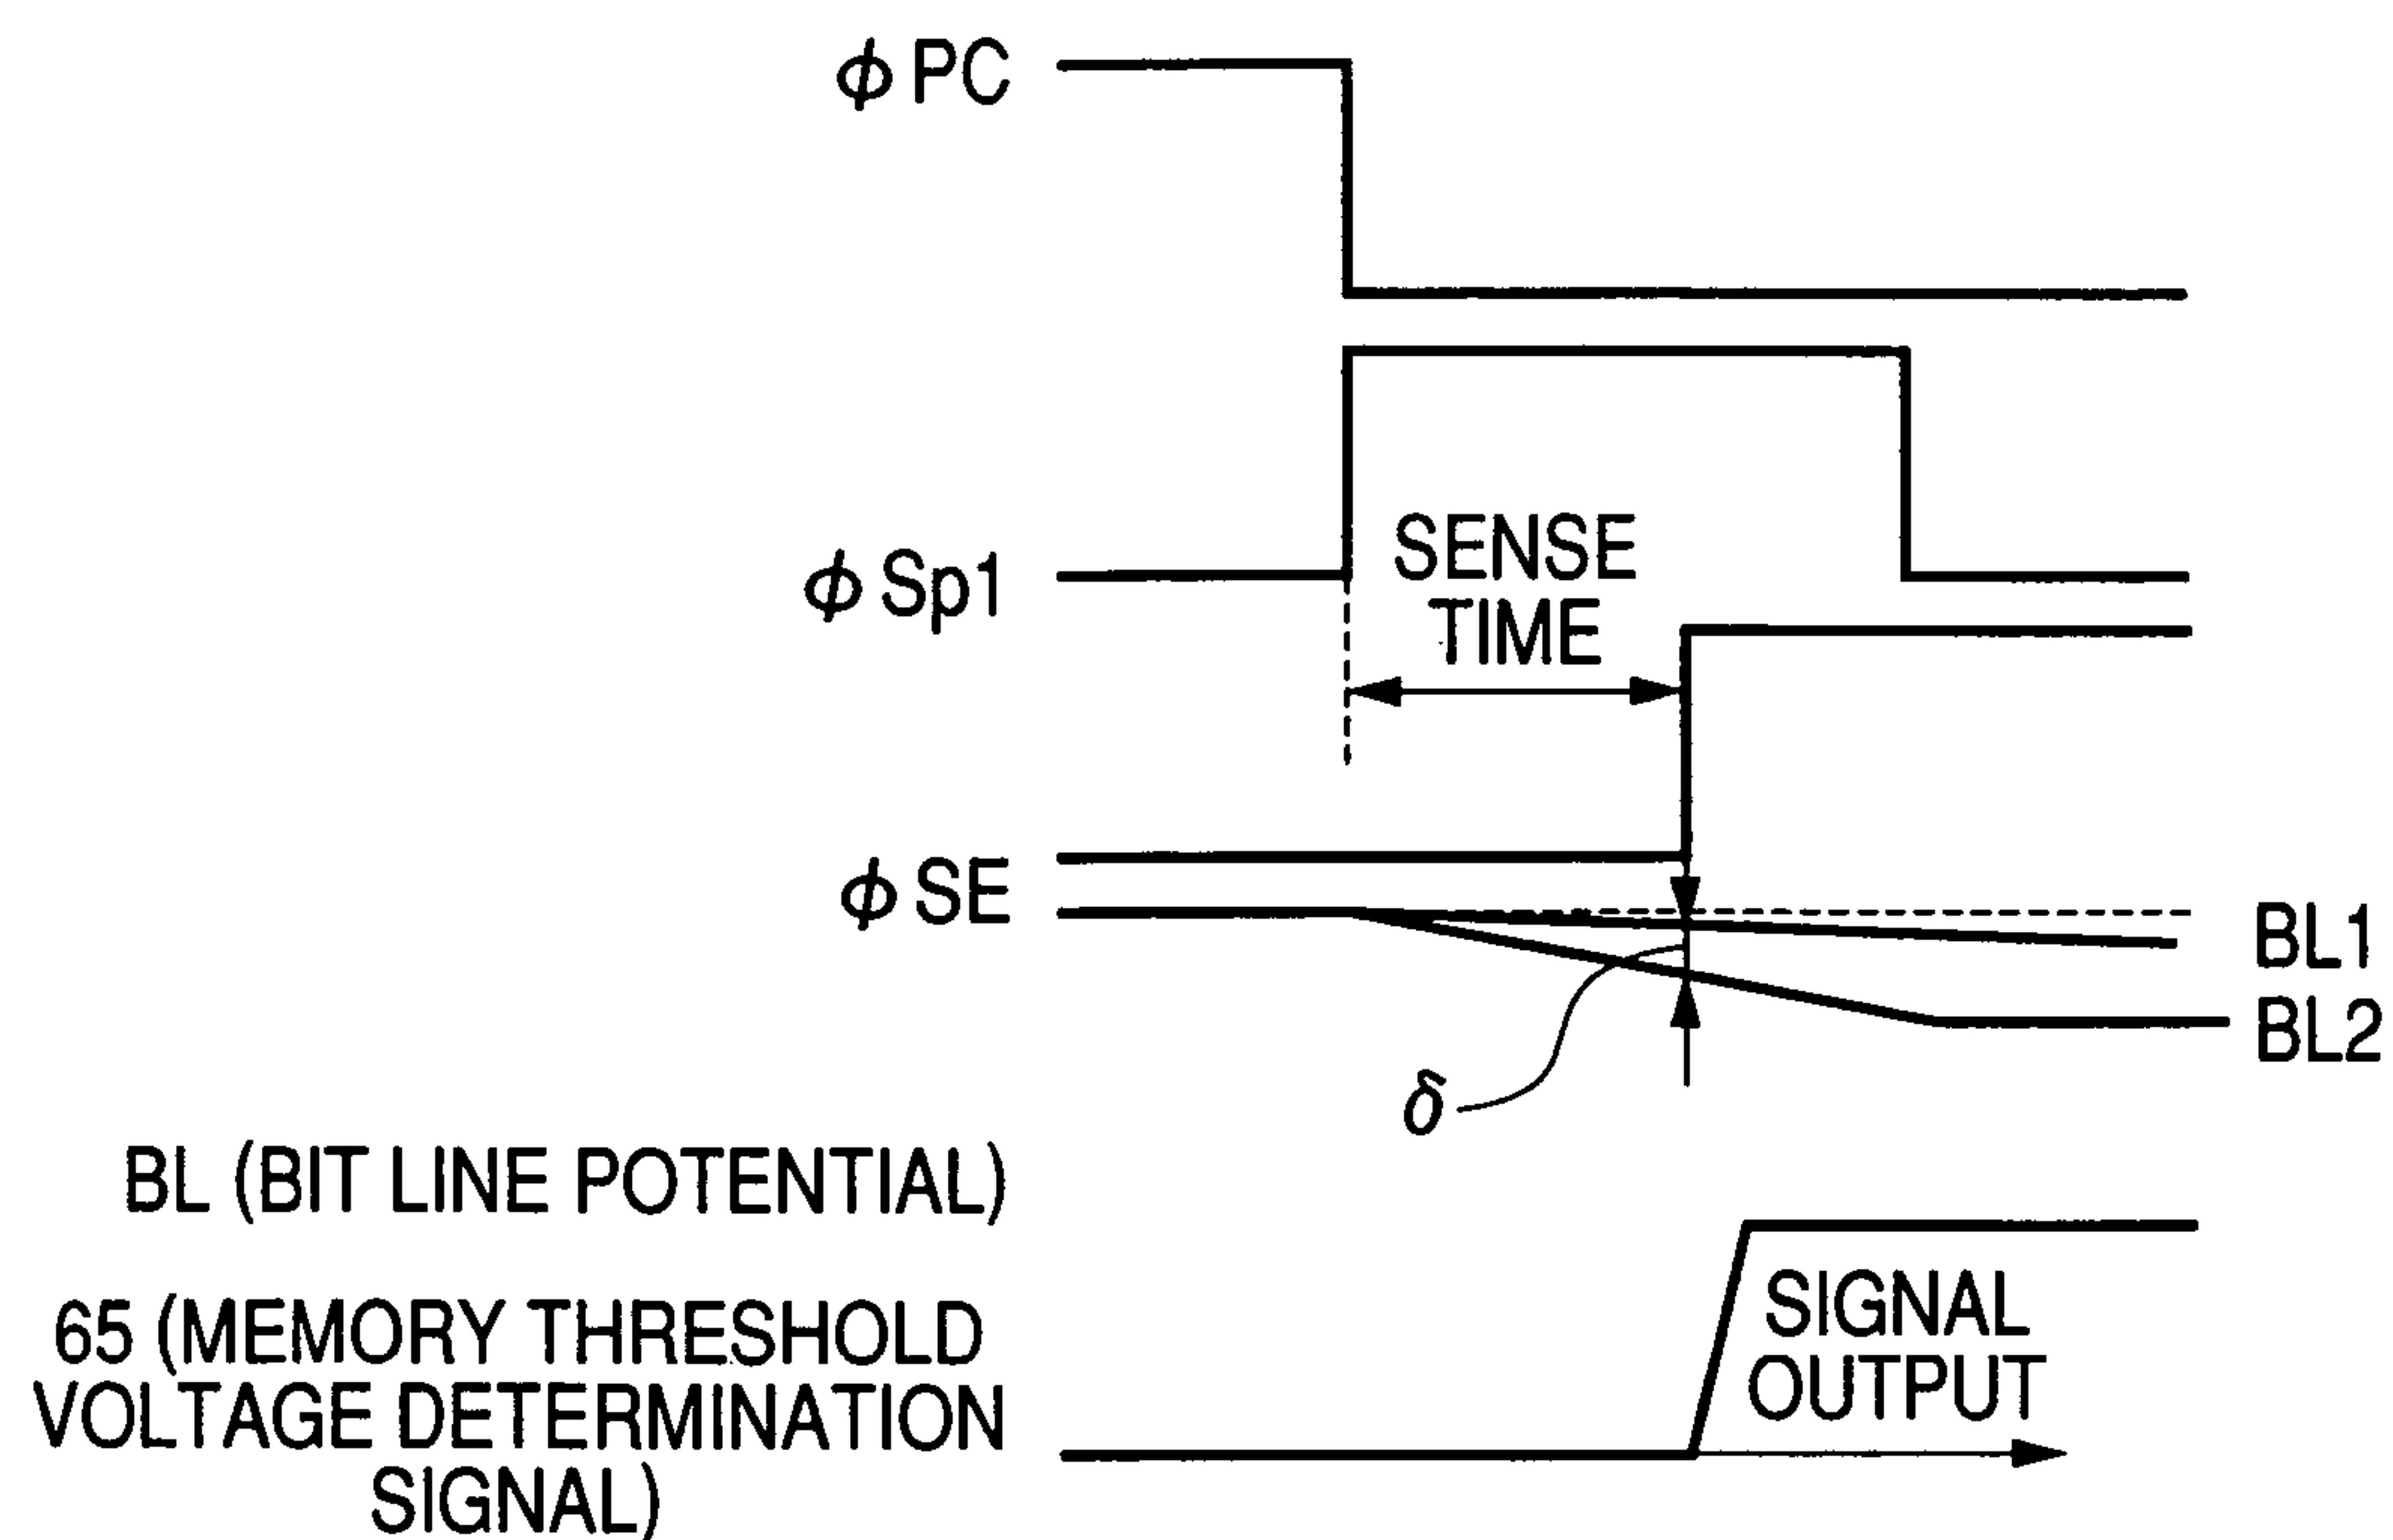 ϕ PC
ϕ Sp1
SENSE
TIME
ϕ SE
BL1
BL2
δ
BL (BIT LINE POTENTIAL)
65 (MEMORY THRESHOLD
VOLTAGE DETERMINATION
SIGNAL)
SIGNAL
OUTPUT